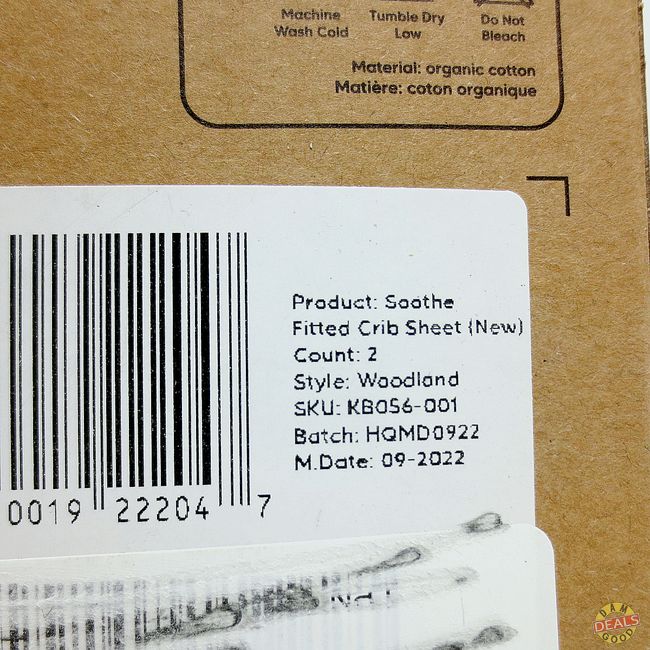 Machine
Wash Cold
Tumble Dry
Low
Do Not
Bleach
Material: organic cotton
Matière: coton organique
Product: Soothe
Fitted Crib Sheet (New)
Count: 2
Style: Woodland
SKU: KB056-001
Batch: HQMD0922
M.Date: 09-2022
0019 22204 7
DAM
DEALS
GOOD